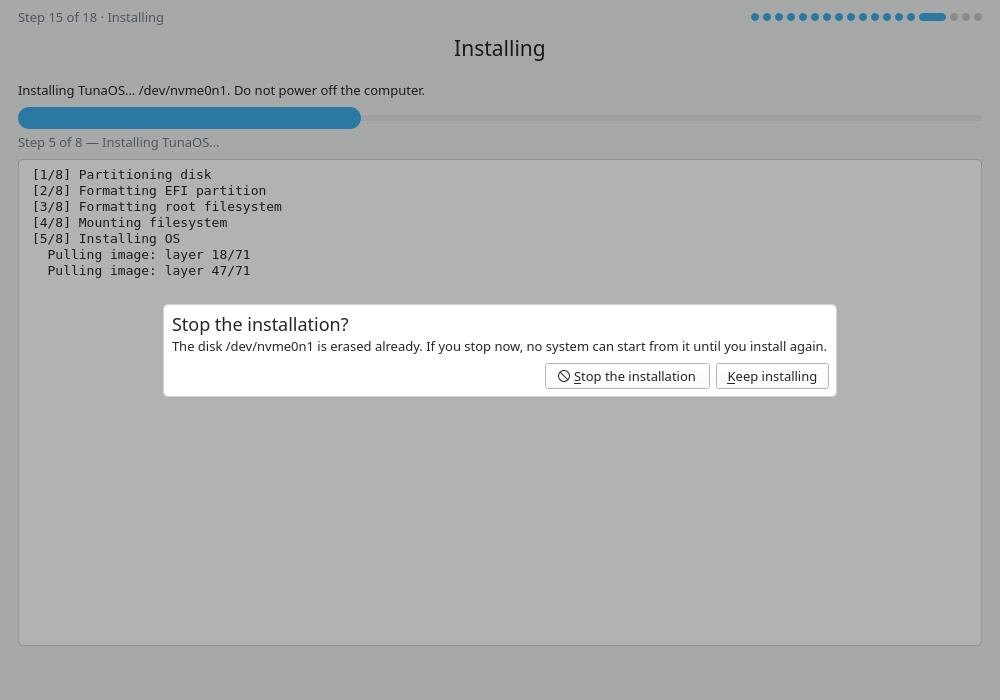 Step 15 of 18 · Installing
Installing
Installing TunaOS... /dev/nvme0n1. Do not power off the computer.
Step 5 of 8 — Installing TunaOS...
[1/8] Partitioning disk
[2/8] Formatting EFI partition
[3/8] Formatting root filesystem
[4/8] Mounting filesystem
[5/8] Installing OS
Pulling image: layer 18/71
Pulling image: layer 47/71
Stop the installation?
The disk /dev/nvme0n1 is erased already. If you stop now, no system can start from it until you install again.
Stop the installation
Keep installing